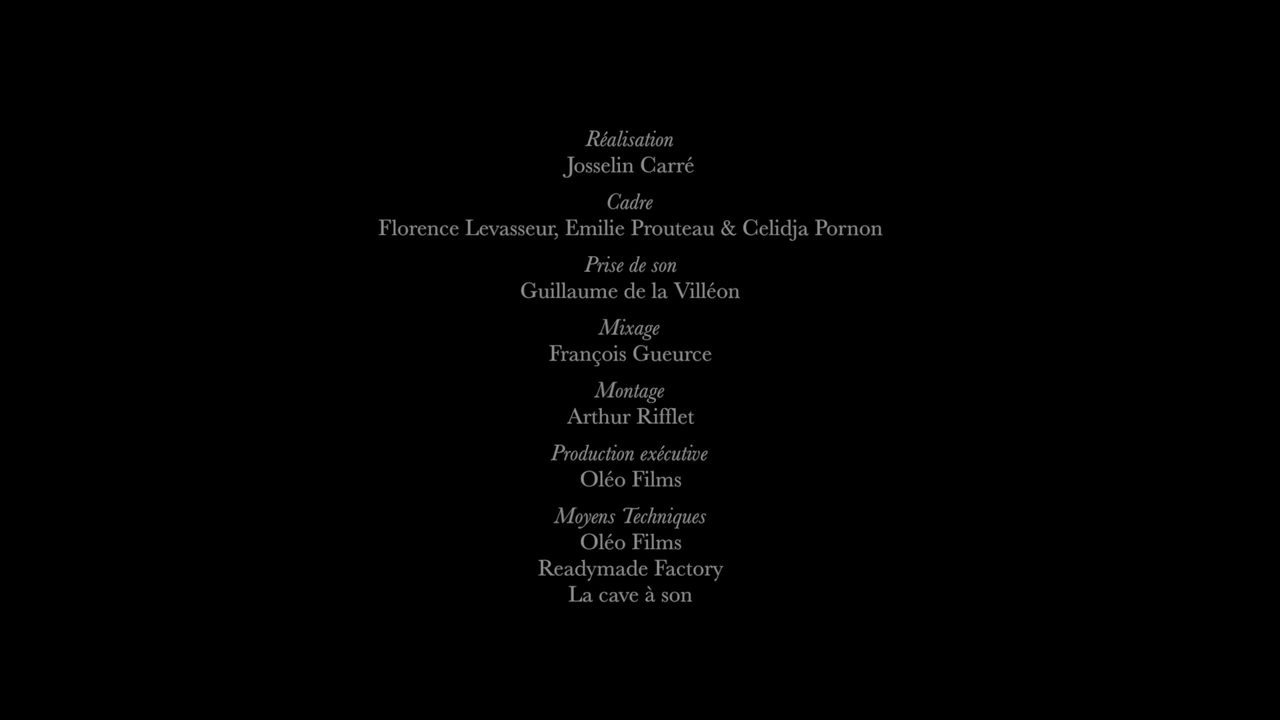 Réalisation
Josselin Carré
Cadre
Florence Levasseur, Emilie Prouteau & Celidja Pornon
Prise de son
Guillaume de la Villéon
Mixage
François Gueurce
Montage
Arthur Rifflet
Production exécutive
Oléo Films
Moyens Techniques
Oléo Films
Readymade Factory
La cave à son